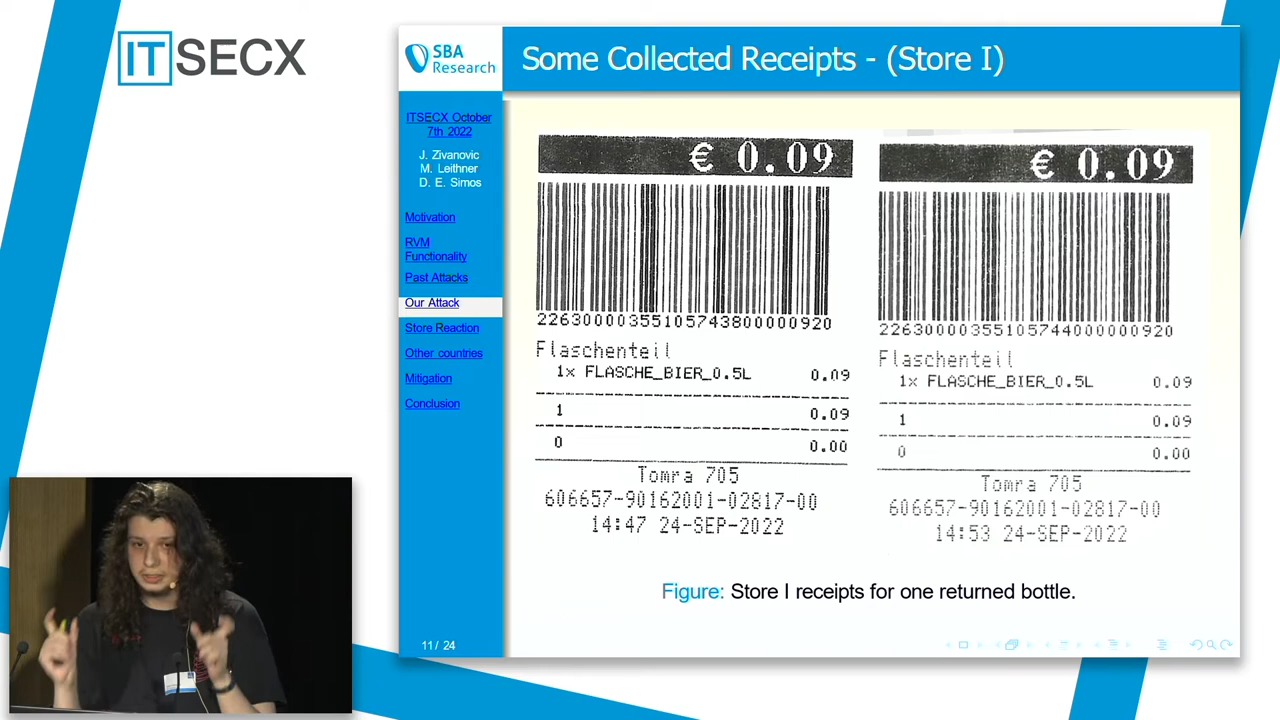 ITSECX
SBA
Research
Some Collected Receipts - (Store I)
ITSECX October
7th 2022
J. Zivanovic
M. Leithner
D. E. Simos
Motivation
RVM
Functionality
Past Attacks
Our Attack
Store Reaction
Other countries
Mitigation
Conclusion
11/ 24
€ 0.09
22630000355105743800000920
Flaschenteil
1x FLASCHE_BIER_0.5L 0.09
1 0.09
0 0.00
Tomra 705
606657-90162001-02817-00
14:47 24-SEP-2022
€ 0.09
22630000355105744000000920
Flaschenteil
1x FLASCHE_BIER_0.5L 0.09
1 0.09
0 0.00
Tomra 705
606657-90162001-02817-00
14:53 24-SEP-2022
Figure: Store I receipts for one returned bottle.